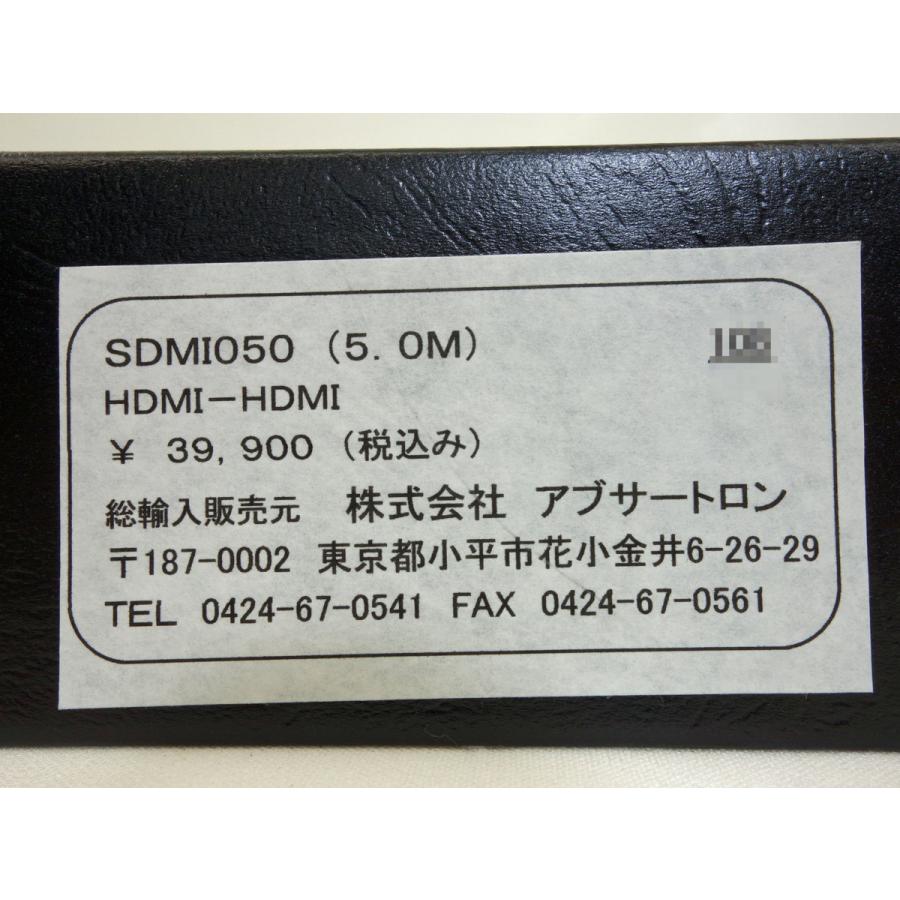 SDMI050 (5.0M)
HDMI-HDMI
¥ 39,900 (税込み)
総輸入販売元 株式会社 アブサートロン
〒187-0002 東京都小平市花小金井6-26-29
TEL 0424-67-0541 FAX 0424-67-0561